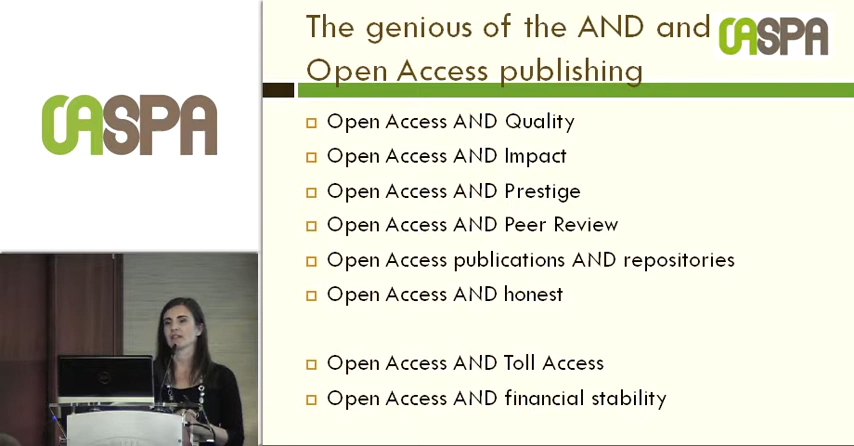 OASPA
The genious of the AND and
Open Access publishing
OASPA
Open Access AND Quality
Open Access AND Impact
Open Access AND Prestige
Open Access AND Peer Review
Open Access publications AND repositories
Open Access AND honest
Open Access AND Toll Access
Open Access AND financial stability